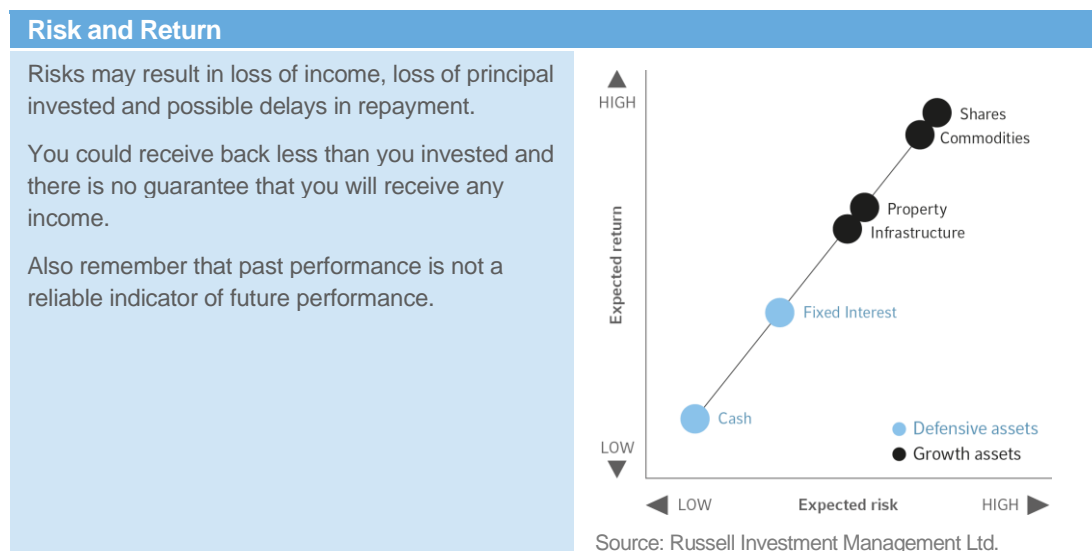 Risk and Return
Risks may result in loss of income, loss of principal
invested and possible delays in repayment.
You could receive back less than you invested and
there is no guarantee that you will receive any
income.
Also remember that past performance is not a
reliable indicator of future performance.
HIGH
Shares
Commodities
Property
Infrastructure
Expected return
Fixed Interest
Cash
Defensive assets
LOW
Growth assets
LOW
Expected risk
HIGH
Source: Russell Investment Management Ltd.